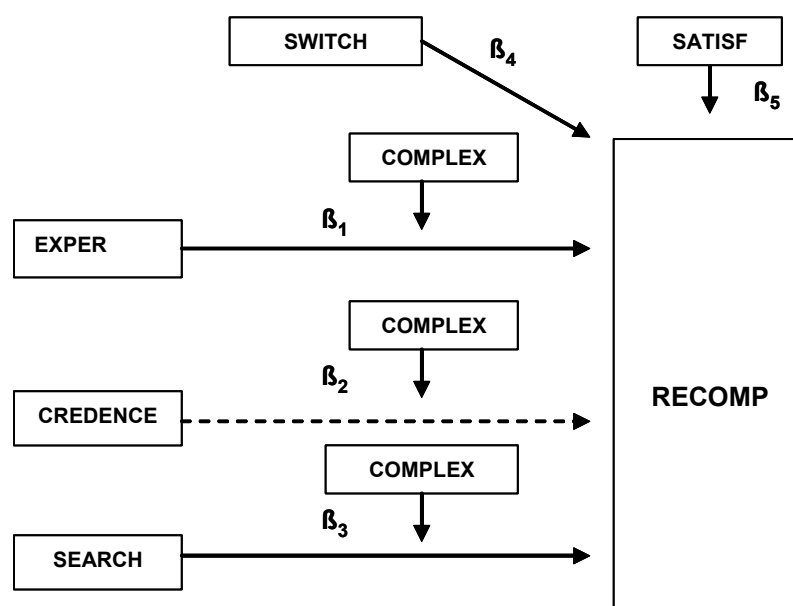 SWITCH
ß4
SATISF
ß5
COMPLEX
ß1
EXPER
COMPLEX
ß2
RECOMP
CREDENCE
COMPLEX
ß3
SEARCH